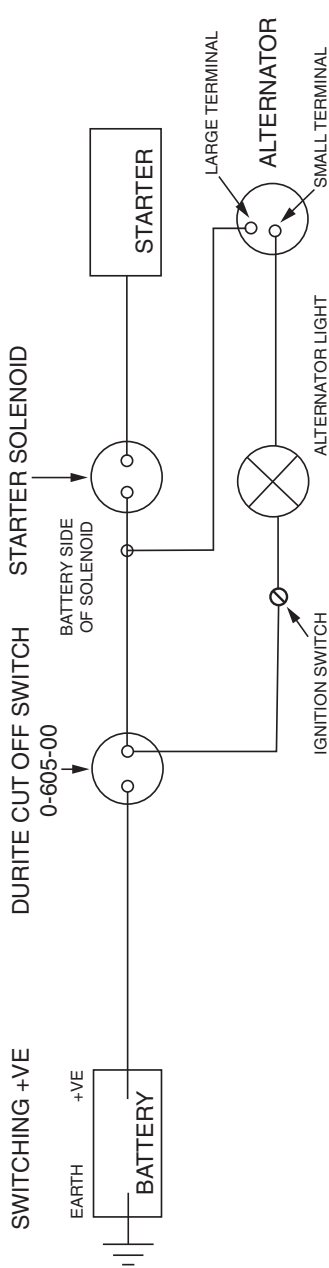 SWITCHING +VE
EARTH
+VE
BATTERY
DURITE CUT OFF SWITCH
0-605-00
STARTER SOLENOID
BATTERY SIDE
OF SOLENOID
STARTER
IGNITION SWITCH
ALTERNATOR LIGHT
LARGE TERMINAL
ALTERNATOR
SMALL TERMINAL